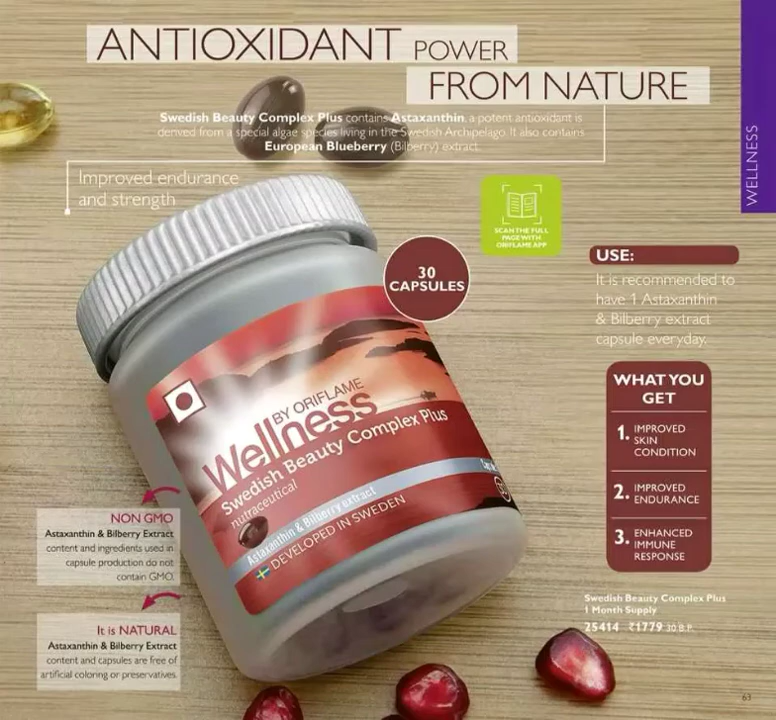 ANTIOXIDANT POWER
FROM NATURE
Swedish Beauty Complex Plus contains Astaxanthin, a potent antioxidant is
derived from a special algae species living in the Swedish Archipelago. It also contains
European Blueberry (Bilberry) extract.
WELLNESS
Improved endurance
and strength
SCAN THE FULL
PAGE WITH
ORIFLAME APP
30
CAPSULES
USE:
It is recommended to
have 1 Astaxanthin
& Bilberry extract
capsule everyday.
WHAT YOU
GET
1. IMPROVED
SKIN
CONDITION
2. IMPROVED
ENDURANCE
3. ENHANCED
IMMUNE
RESPONSE
BY ORIFLAME
Wellness
Swedish Beauty Complex Plus
nutraceutical
Astaxanthin & Bilberry extract
DEVELOPED IN SWEDEN
NON GMO
Astaxanthin & Bilberry Extract
content and ingredients used in
capsule production do not
contain GMO.
It is NATURAL
Astaxanthin & Bilberry Extract
content and capsules are free of
artificial coloring or preservatives.
Swedish Beauty Complex Plus
1 Month Supply
25414 ₹1779 30 B.P.
63